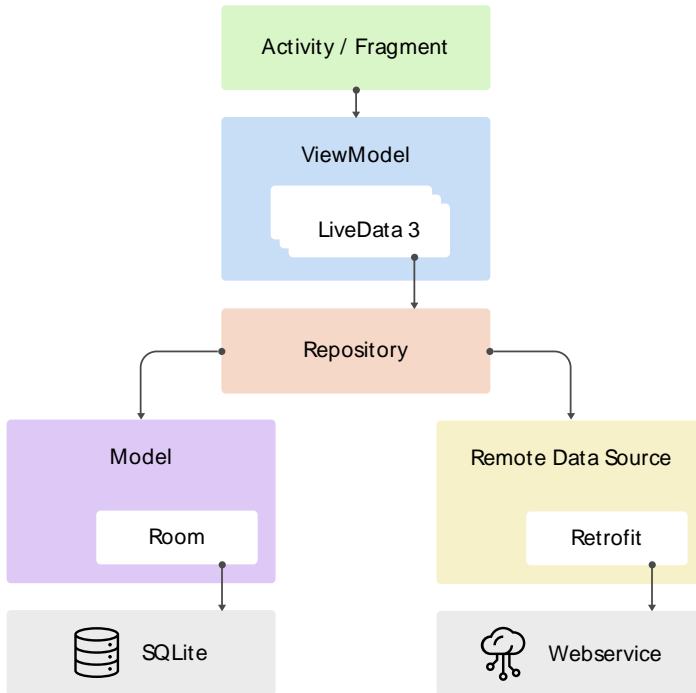 Activity / Fragment
ViewModel
LiveData 3
Repository
Model
Remote Data Source
Room
Retrofit
SQLite
Webservice